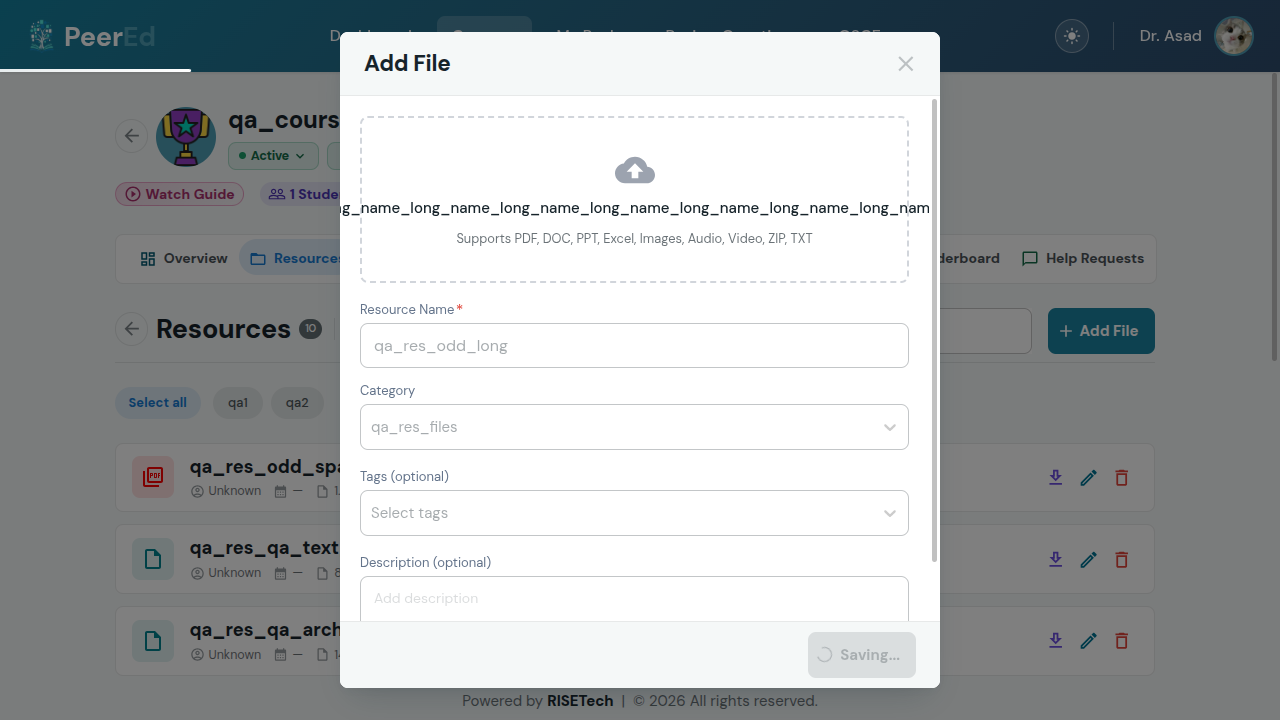 PeerEd
Dr. Asad
Add File
qa_cours
Active
Watch Guide
1 Stude
ng_name_long_name_long_name_long_name_long_name_long_name_long_nam
Supports PDF, DOC, PPT, Excel, Images, Audio, Video, ZIP, TXT
Overview
Resources
derboard
Help Requests
Resource Name*
Resources 10
qa_res_odd_long
Add File
Category
Select all
qa1
qa2
qa_res_files
Tags (optional)
Select tags
qa_res_odd_spa
Unknown
—
Description (optional)
Add description
qa_res_qa_text
Unknown
—
8
qa_res_qa_arch
Unknown
—
Saving...
Powered by RISETech | © 2026 All rights reserved.